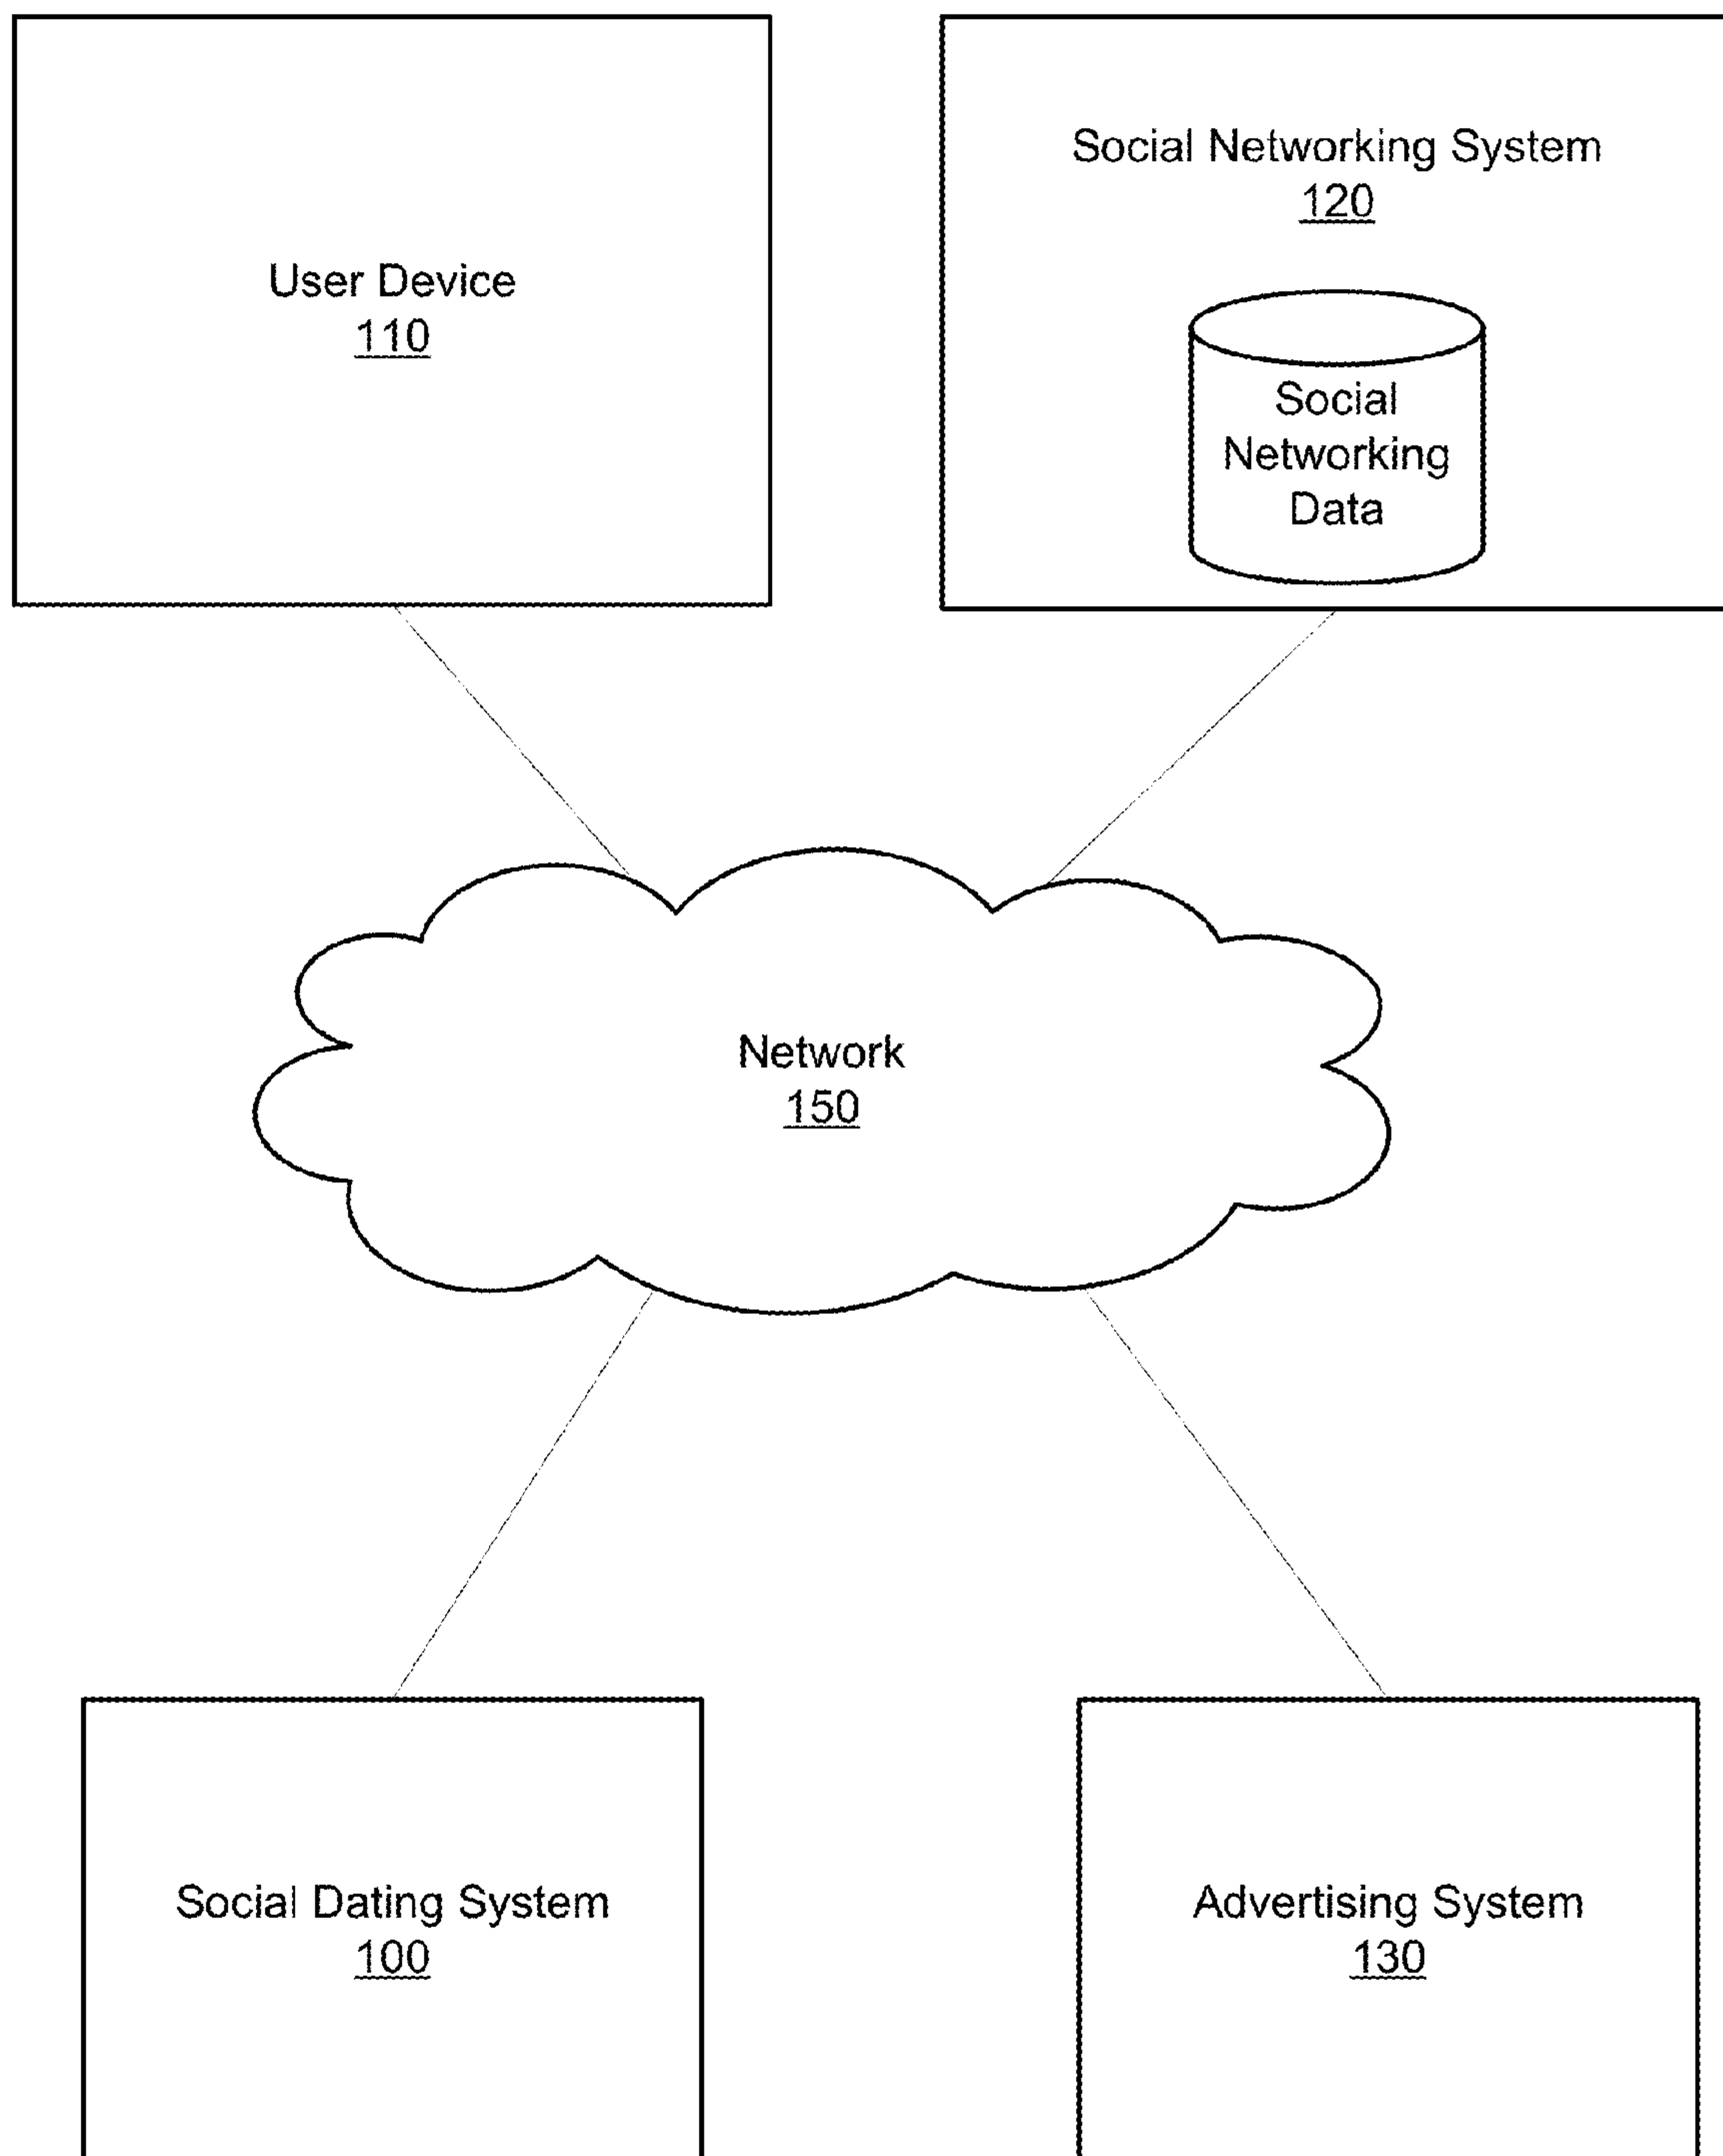 User Device
110
Social Networking System
120
Social
Networking
Data
Network
150
Social Dating System
100
Advertising System
130